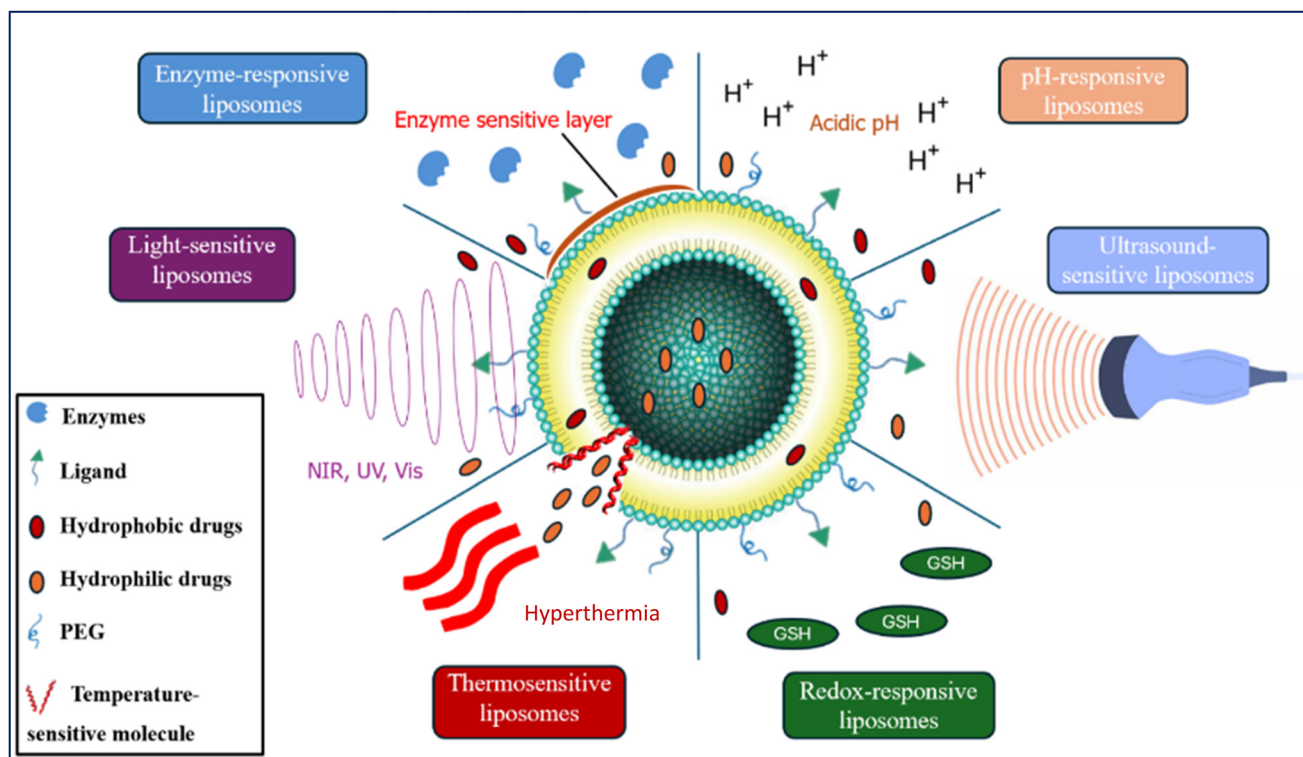 Enzyme-responsive
liposomes
Enzyme sensitive layer
H⁺
H⁺
H⁺
H⁺
H⁺
H⁺
Acidic pH
pH-responsive
liposomes
Light-sensitive
liposomes
NIR, UV, Vis
Ultrasound-
sensitive liposomes
Enzymes
Ligand
Hydrophobic drugs
Hydrophilic drugs
PEG
Temperature-
sensitive molecule
Hyperthermia
Thermosensitive
liposomes
GSH
GSH
GSH
Redox-responsive
liposomes